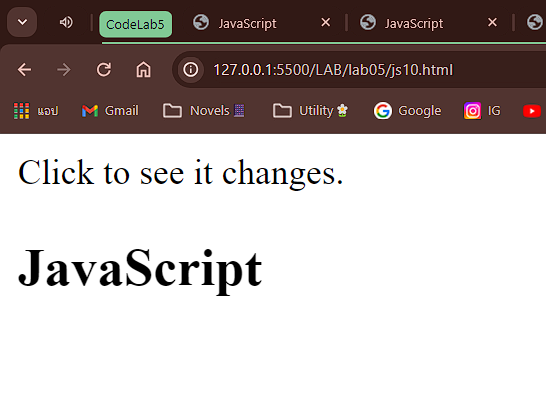 CodeLab5 JavaScript JavaScript
127.0.0.1:5500/LAB/lab05/js10.html
แอป Gmail Novels Utility Google IG
Click to see it changes.
JavaScript